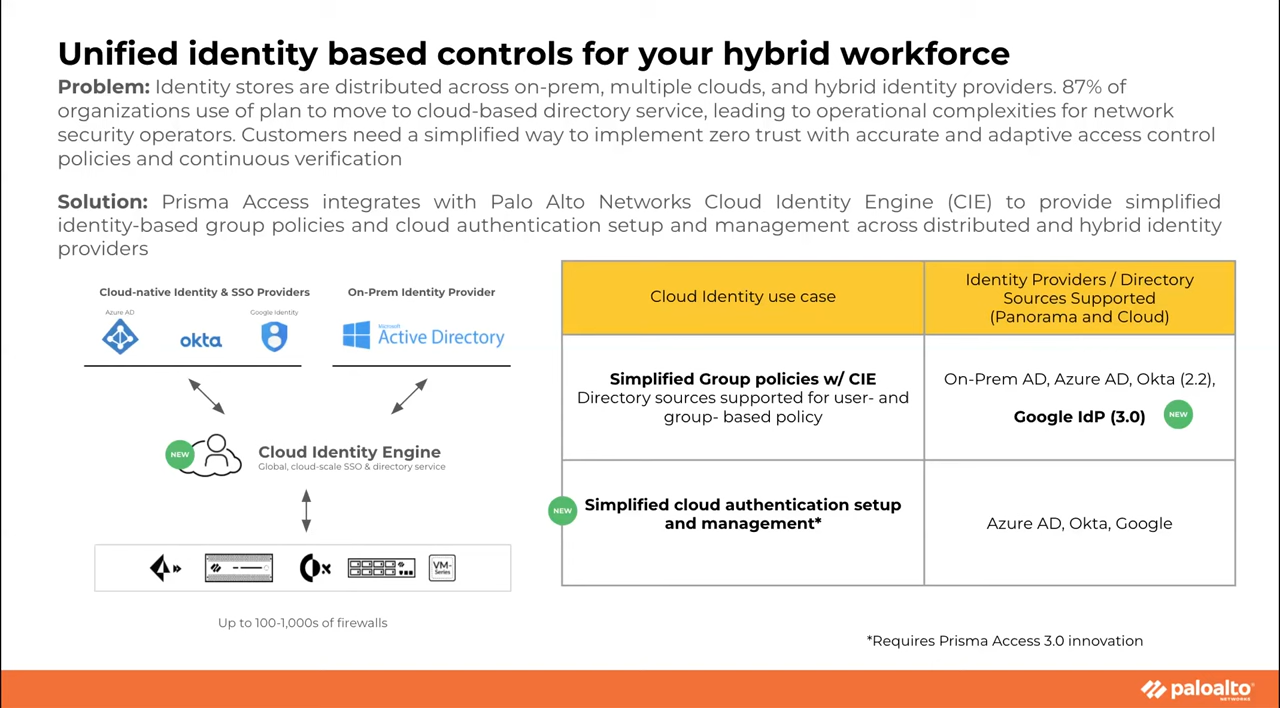 Unified identity based controls for your hybrid workforce
Problem: Identity stores are distributed across on-prem, multiple clouds, and hybrid identity providers. 87% of
organizations use of plan to move to cloud-based directory service, leading to operational complexities for network
security operators. Customers need a simplified way to implement zero trust with accurate and adaptive access control
policies and continuous verification
Solution: Prisma Access integrates with Palo Alto Networks Cloud Identity Engine (CIE) to provide simplified
identity-based group policies and cloud authentication setup and management across distributed and hybrid identity
providers
Cloud-native Identity & SSO Providers
On-Prem Identity Provider
Azure AD
okta
Google Identity
Microsoft
Active Directory
NEW
Cloud Identity Engine
Global, cloud-scale SSO & directory service
VM-
Series
Up to 100-1,000s of firewalls
Cloud Identity use case
Identity Providers / Directory
Sources Supported
(Panorama and Cloud)
Simplified Group policies w/ CIE
Directory sources supported for user- and
group- based policy
On-Prem AD, Azure AD, Okta (2.2),
Google IdP (3.0)
NEW
NEW
Simplified cloud authentication setup
and management*
Azure AD, Okta, Google
*Requires Prisma Access 3.0 innovation
paloalto
NETWORKS